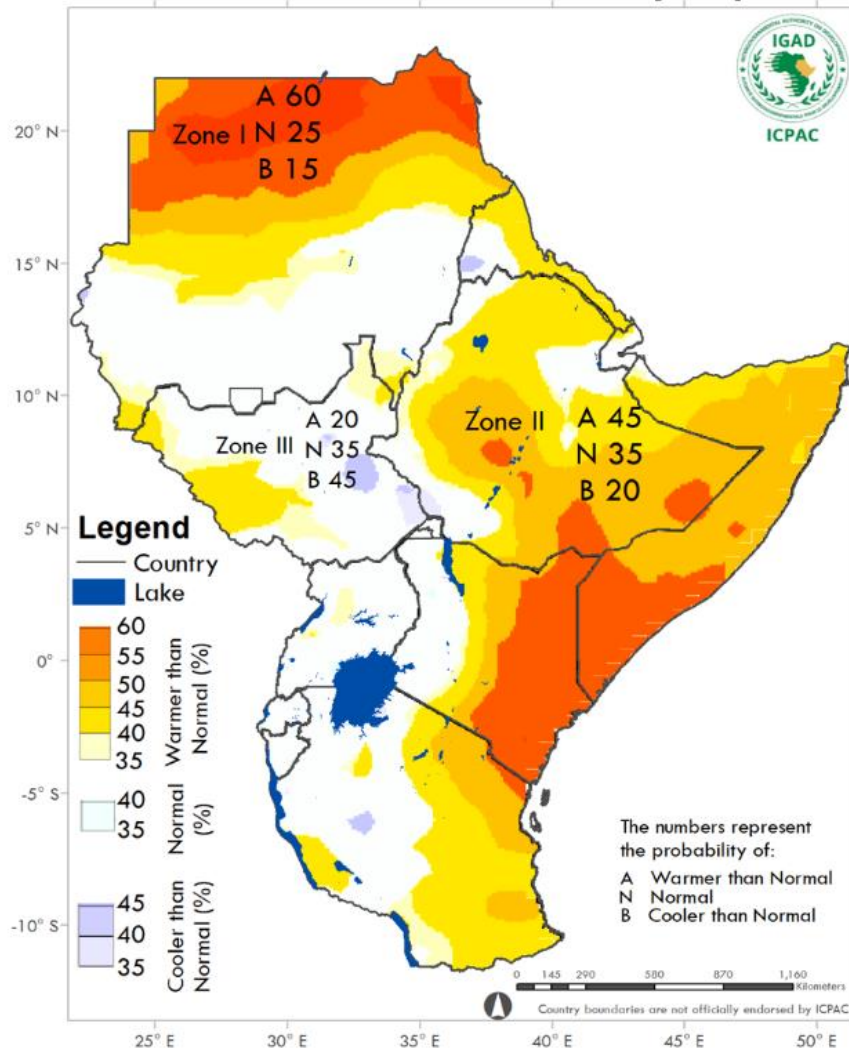 IGAD
ICPAC
A 60
Zone I N 25
B 15
Zone II
A 45
N 35
B 20
Zone III
A 20
N 35
B 45
20° N
15° N
10° N
5° N
0°
-5° S
-10° S
25° E
30° E
35° E
40° E
45° E
50° E
Legend
Country
Lake
60
55
50
45
40
35
Warmer than
Normal (%)
40
35
Normal
(%)
45
40
35
Cooler than
Normal (%)
The numbers represent
the probability of:
A Warmer than Normal
N Normal
B Cooler than Normal
0 145 290 580 870 1,160
Kilometers
Country boundaries are not officially endorsed by ICPAC